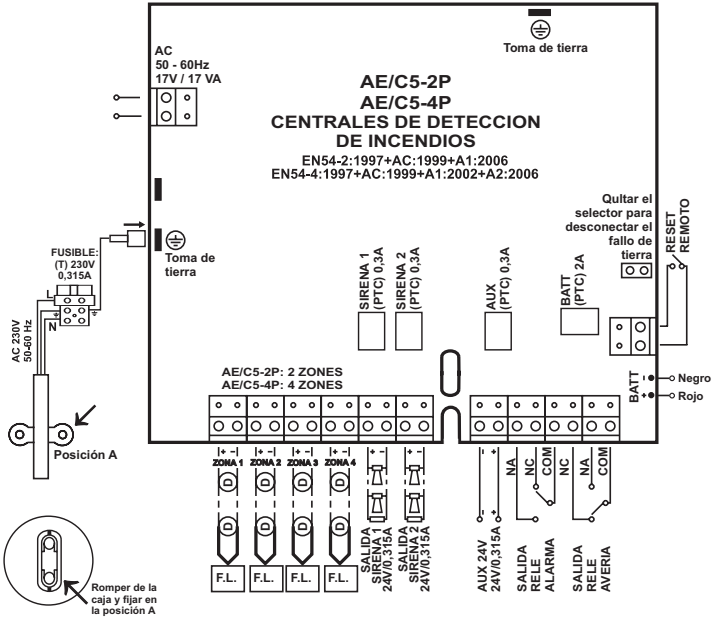 Toma de tierra
AC
50 - 60Hz
17V / 17 VA
AE/C5-2P
AE/C5-4P
CENTRALES DE DETECCION
DE INCENDIOS
EN54-2:1997+AC:1999+A1:2006
EN54-4:1997+AC:1999+A1:2002+A2:2006
Qultar el
selector para
desconectar el
fallo de
tierra
RESET
REMOTO
Toma de
tierra
FUSIBLE:
(T) 230V
0,315A
L
N
AC 230V
50-60 Hz
SIRENA 1
(PTC) 0,3A
SIRENA 2
(PTC) 0,3A
AUX
(PTC) 0,3A
BATT
(PTC) 2A
AE/C5-2P: 2 ZONES
AE/C5-4P: 4 ZONES
BATT
- Negro
+ Rojo
Posición A
+ -
+ -
+ -
+ -
+ -
+ -
ZONA 1
ZONA 2
ZONA 3
ZONA 4
F.L.
F.L.
F.L.
F.L.
SALIDA
SIRENA 1
24V/0,315A
SALIDA
SIRENA 2
24V/0,315A
- +
- +
AUX 24V
24V/0,315A
NA
NC
COM
SALIDA
RELE
ALARMA
NC
NA
COM
SALIDA
RELE
AVERIA
Romper de la
caja y fijar en
la posición A